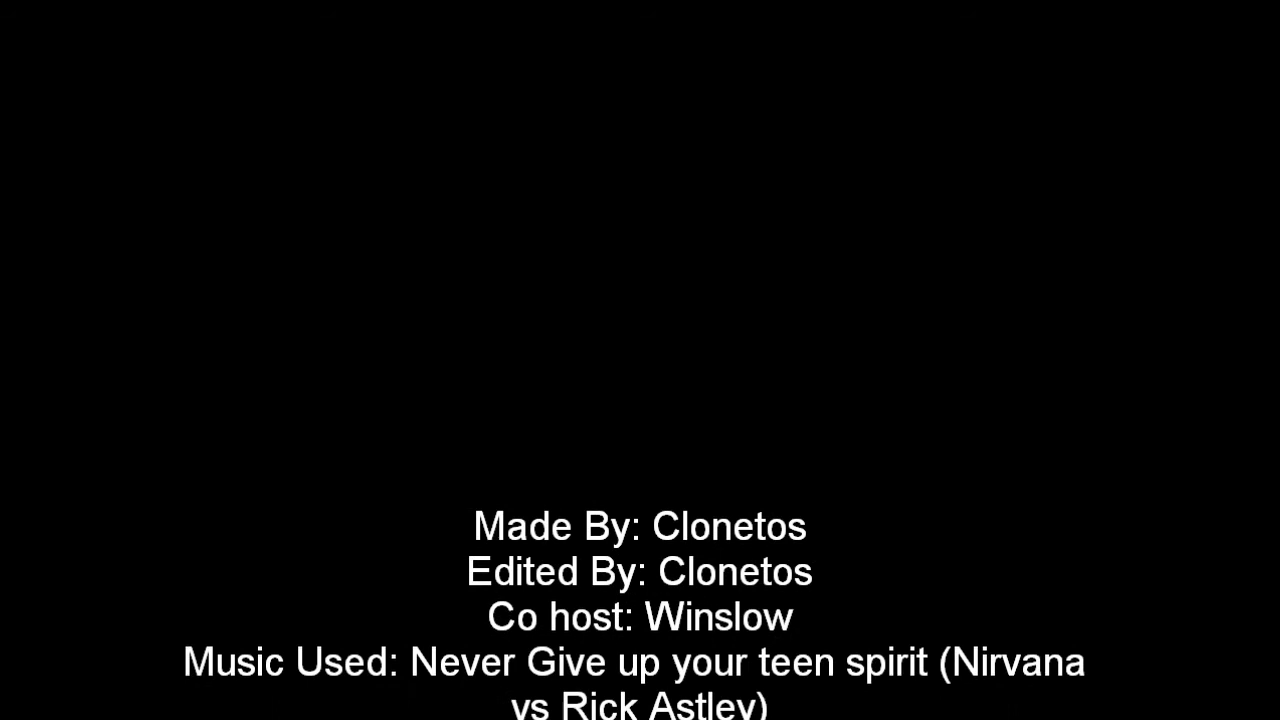 Made By: Clonetos
Edited By: Clonetos
Co host: Winslow
Music Used: Never Give up your teen spirit (Nirvana
vs Rick Astley)